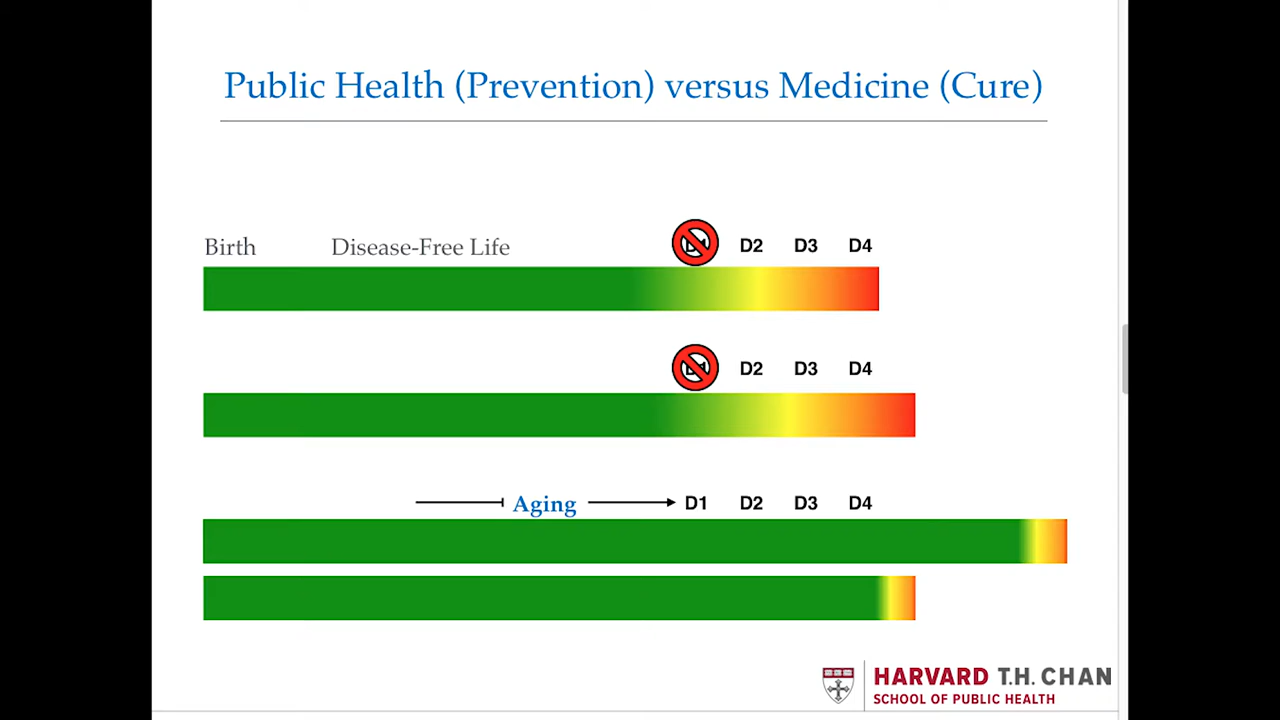 Public Health (Prevention) versus Medicine (Cure)
Birth Disease-Free Life D2 D3 D4
D2 D3 D4
Aging D1 D2 D3 D4
HARVARD T.H. CHAN
SCHOOL OF PUBLIC HEALTH